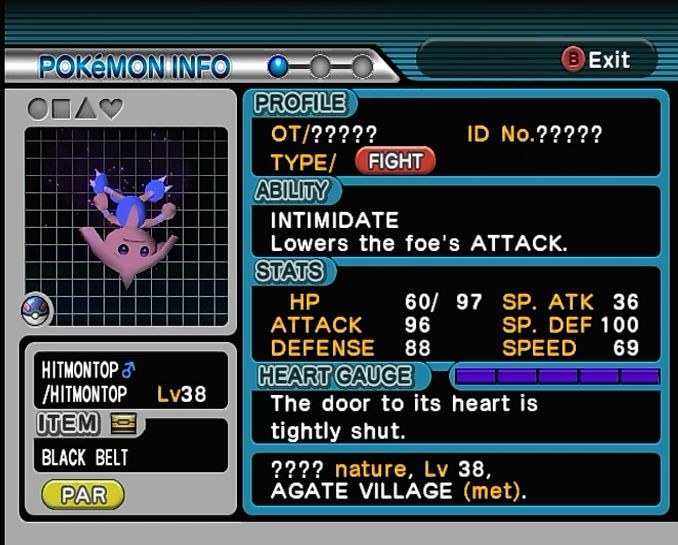 POKéMON INFO
B Exit
PROFILE
OT/?????
ID No.?????
TYPE/ FIGHT
ABILITY
INTIMIDATE
Lowers the foe's ATTACK.
STATS
HP 60/ 97 SP. ATK 36
ATTACK 96 SP. DEF 100
DEFENSE 88 SPEED 69
HITMONTOP♂
/HITMONTOP Lv38
ITEM
BLACK BELT
PAR
HEART GAUGE
The door to its heart is
tightly shut.
???? nature, Lv 38,
AGATE VILLAGE (met).